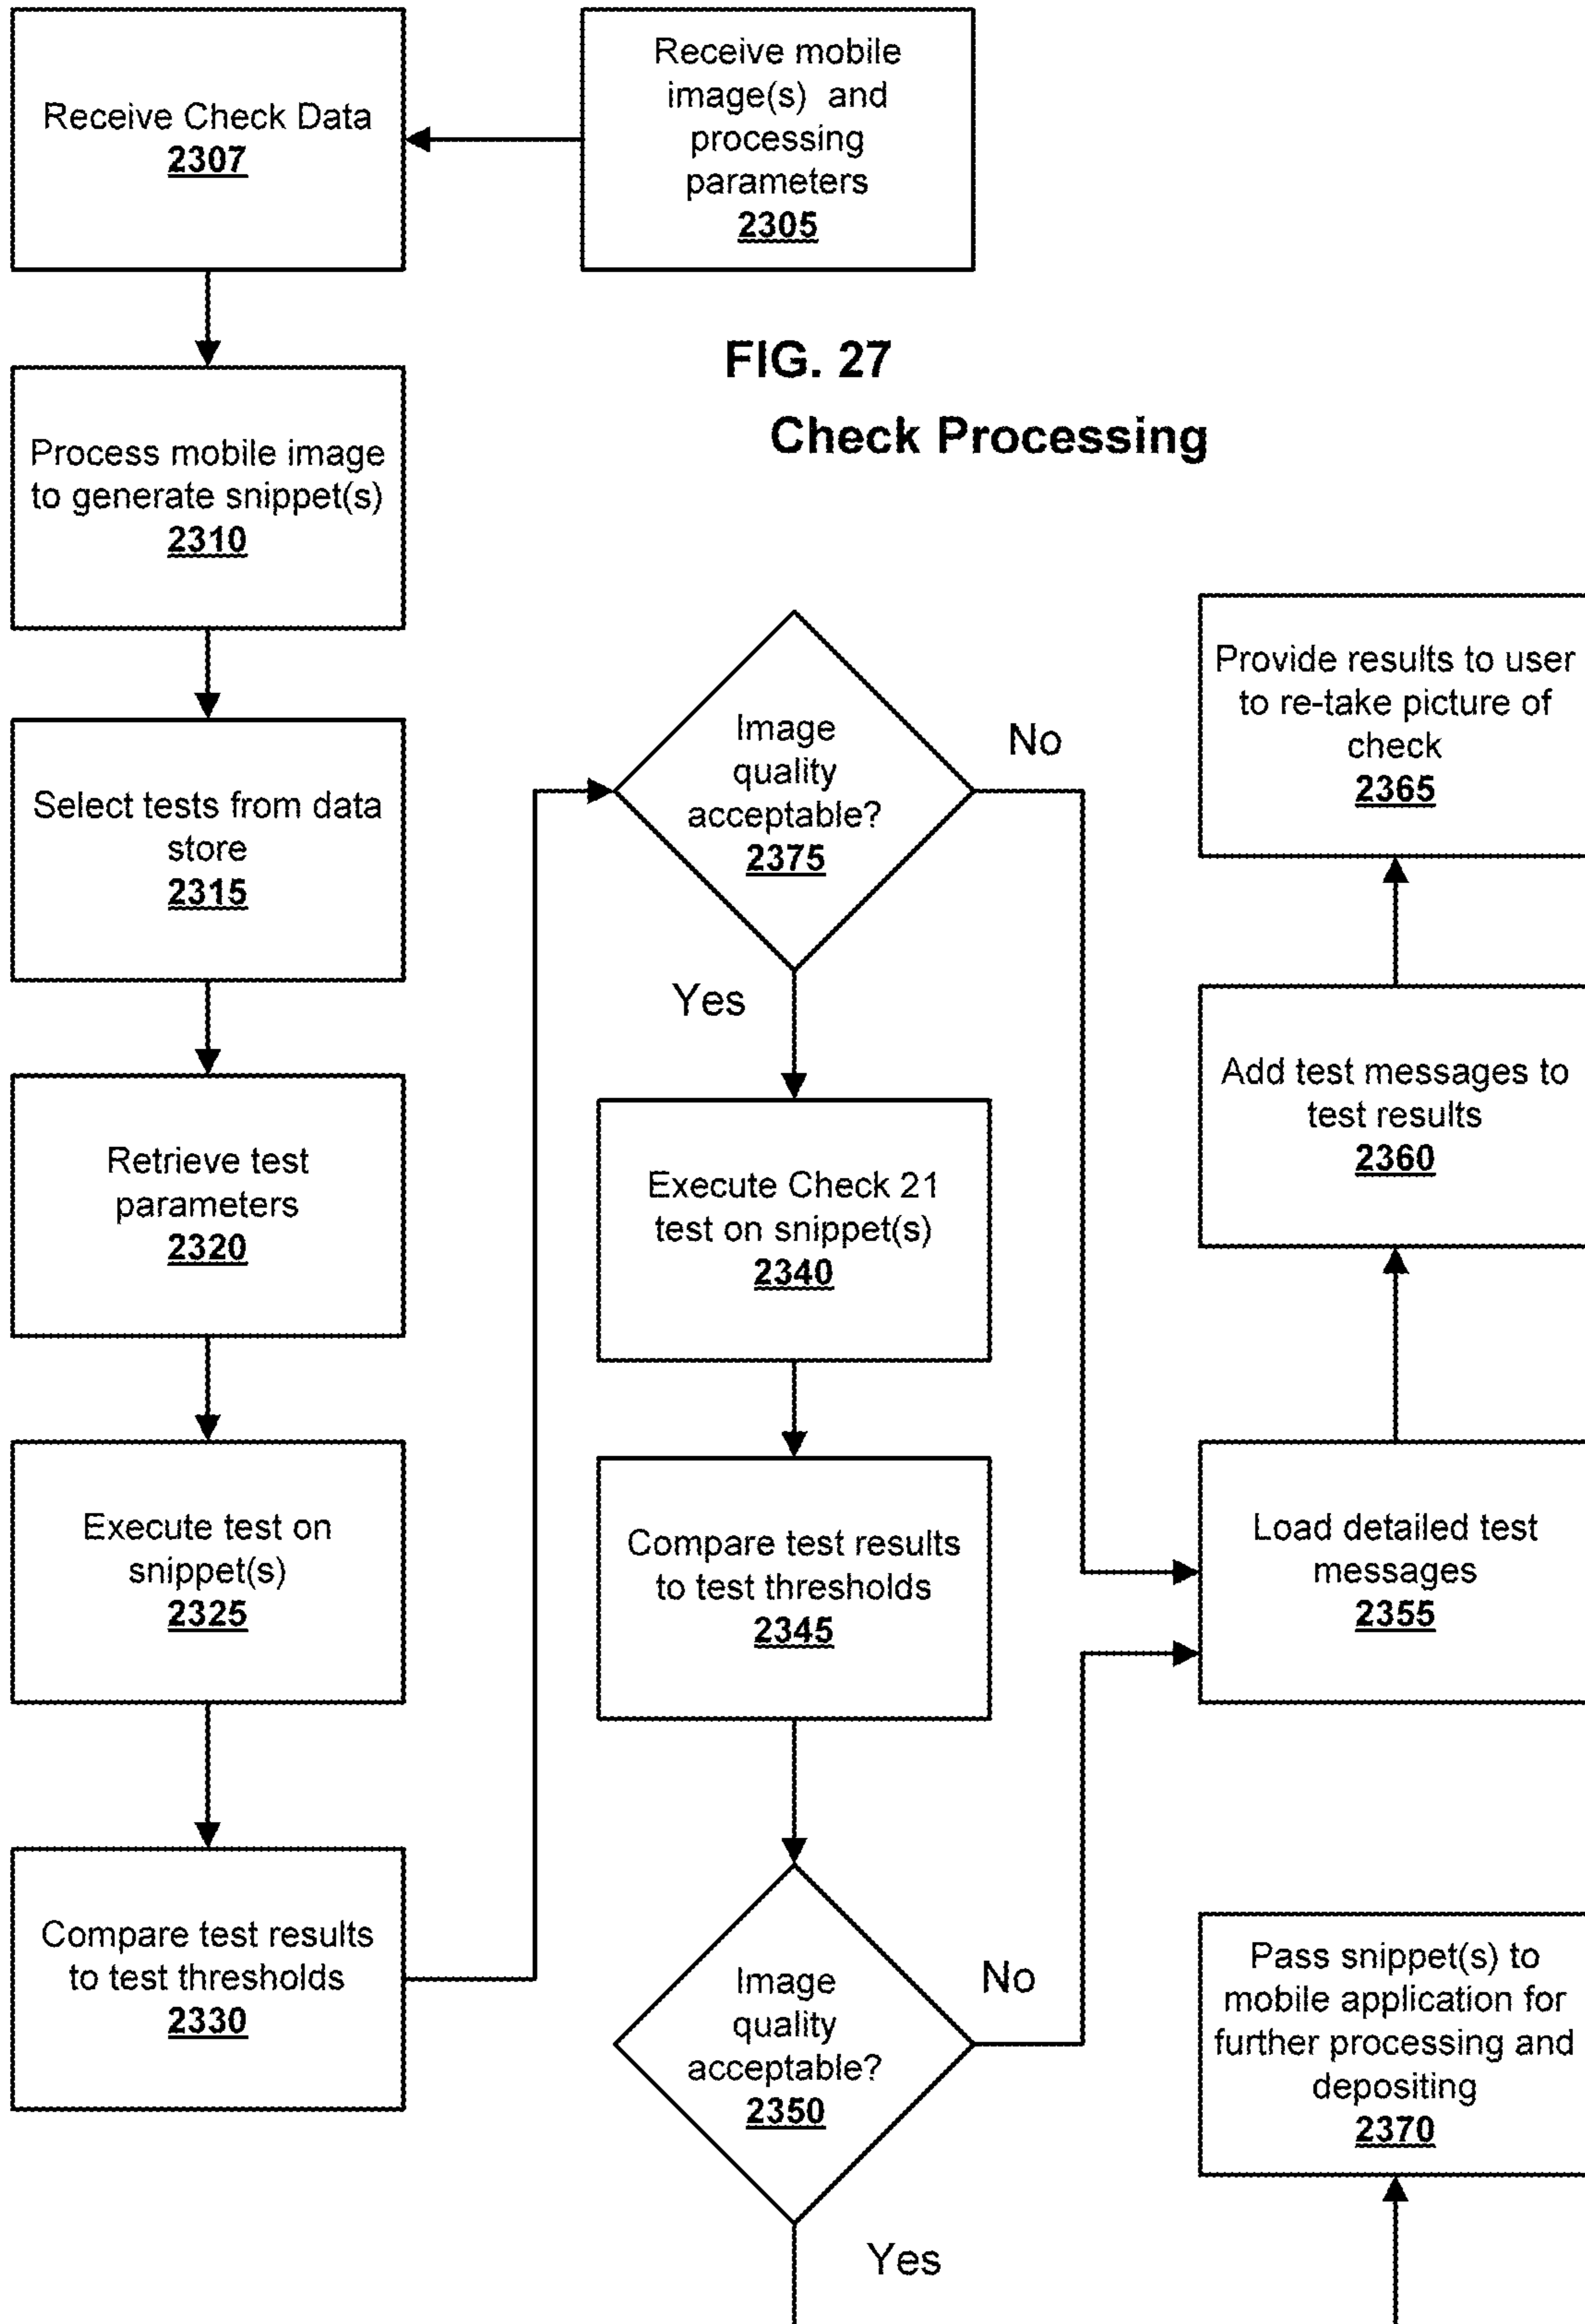 Receive Check Data
2307
Receive mobile
image(s) and
processing
parameters
2305
FIG. 27
Check Processing
Process mobile image
to generate snippet(s)
2310
Select tests from data
store
2315
Retrieve test
parameters
2320
Execute test on
snippet(s)
2325
Compare test results
to test thresholds
2330
Image
quality
acceptable?
2375
No
Yes
Execute Check 21
test on snippet(s)
2340
Compare test results
to test thresholds
2345
Image
quality
acceptable?
2350
No
Yes
Provide results to user
to re-take picture of
check
2365
Add test messages to
test results
2360
Load detailed test
messages
2355
Pass snippet(s) to
mobile application for
further processing and
depositing
2370